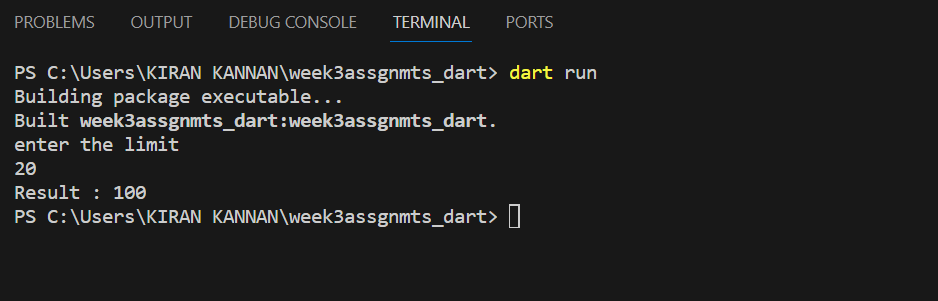 PROBLEMS OUTPUT DEBUG CONSOLE TERMINAL PORTS
PS C:\Users\KIRAN KANNAN\week3assgnmts_dart> dart run
Building package executable...
Built week3assgnmts_dart:week3assgnmts_dart.
enter the limit
20
Result : 100
PS C:\Users\KIRAN KANNAN\week3assgnmts_dart>